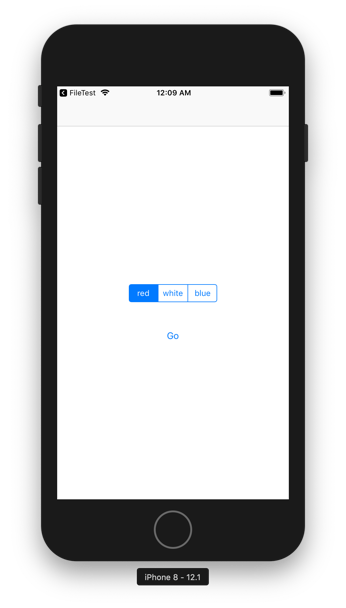 FileTest 12:09 AM
red white blue
Go
iPhone 8 - 12.1